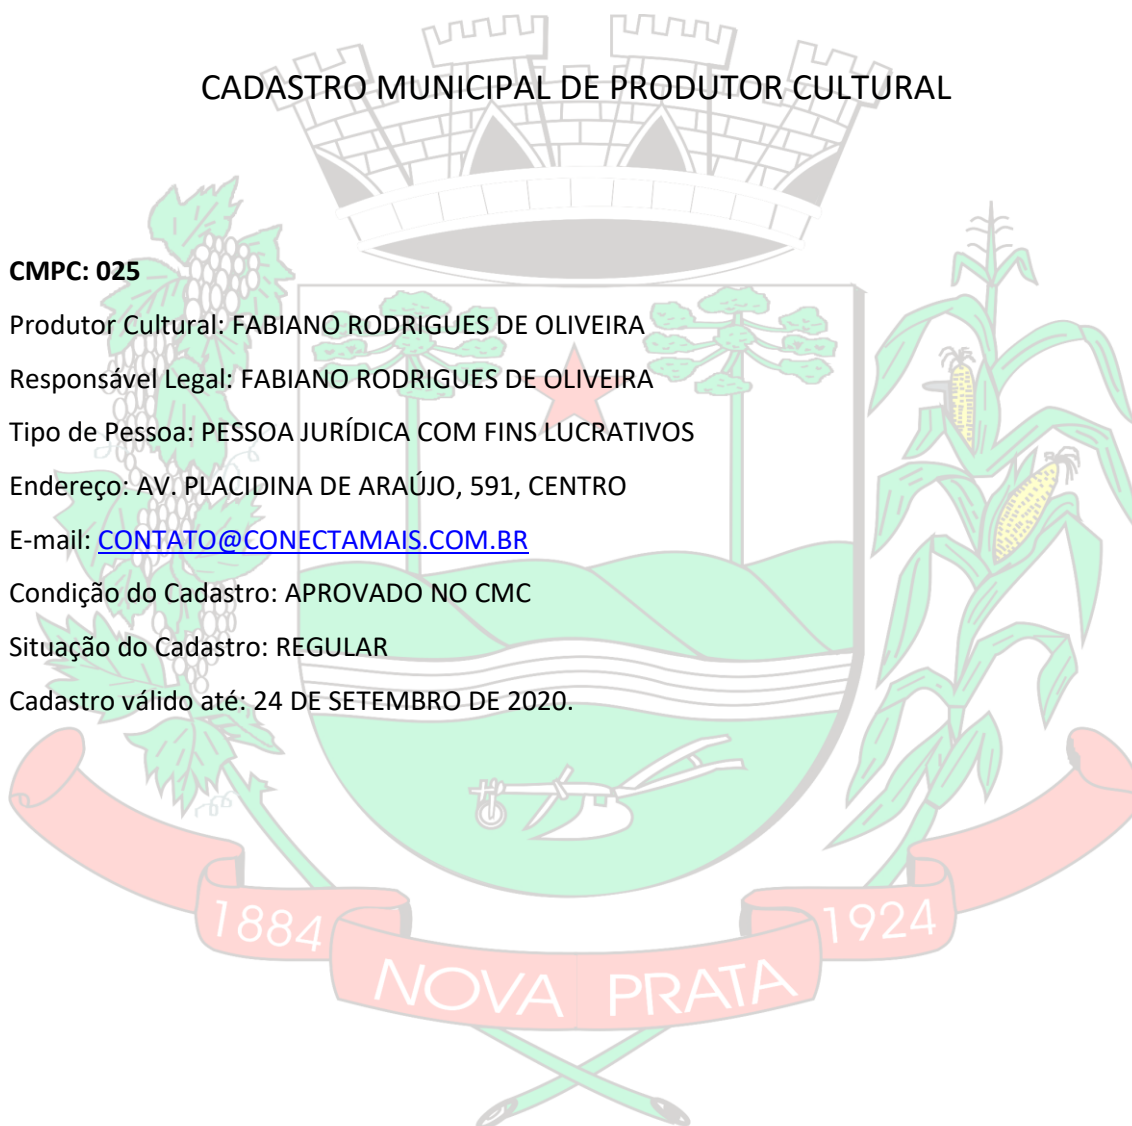 CADASTRO MUNICIPAL DE PRODUTOR CULTURAL
CMPC: 025
Produtor Cultural: FABIANO RODRIGUES DE OLIVEIRA
Responsável Legal: FABIANO RODRIGUES DE OLIVEIRA
Tipo de Pessoa: PESSOA JURÍDICA COM FINS LUCRATIVOS
Endereço: AV. PLACIDINA DE ARAÚJO, 591, CENTRO
E-mail: CONTATO@CONECTAMAIS.COM.BR
Condição do Cadastro: APROVADO NO CMC
Situação do Cadastro: REGULAR
Cadastro válido até: 24 DE SETEMBRO DE 2020.
1884
1924
NOVA PRATA